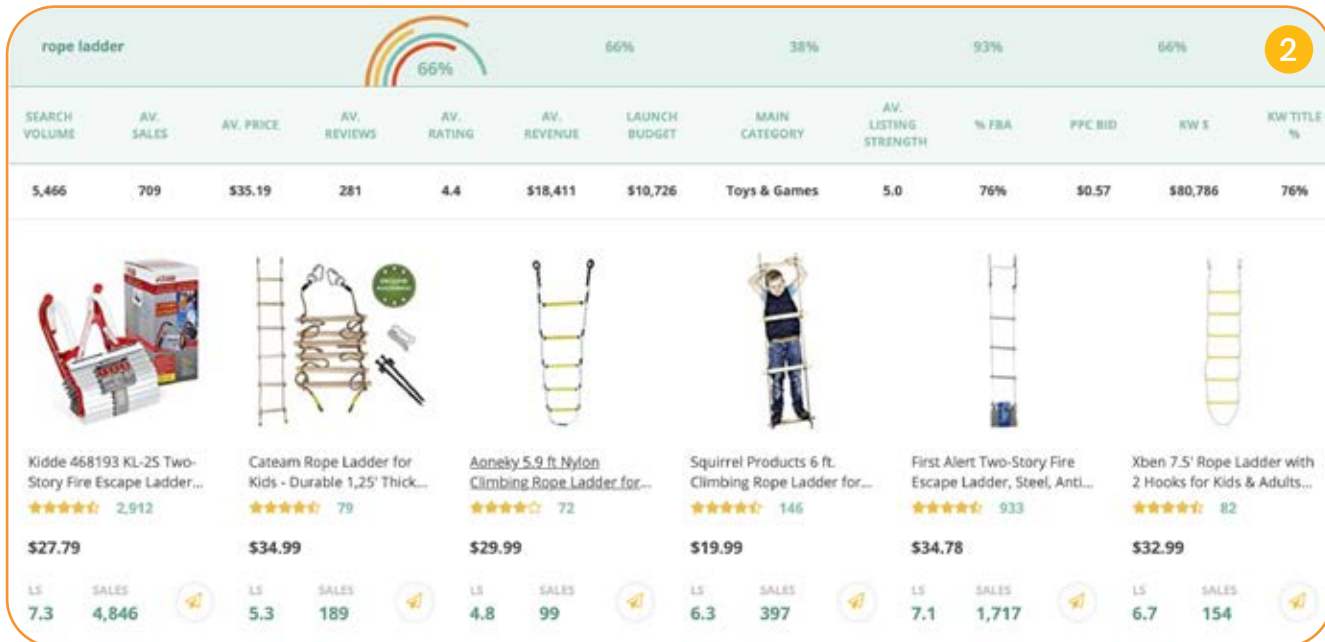 rope ladder 66% 66% 38% 93% 66% 2
SEARCH VOLUME AV. SALES AV. PRICE AV. REVIEWS AV. RATING AV. REVENUE LAUNCH BUDGET MAIN CATEGORY AV. LISTING STRENGTH % FBA PPC BID KW $ KW TITLE %
5,466 709 $35.19 281 4.4 $18,411 $10,726 Toys & Games 5.0 76% $0.57 $80,786 76%
Kidde 468193 KL-2S Two-
Story Fire Escape Ladder...
2,912
$27.79
LS SALES
7.3 4,846
Cateam Rope Ladder for
Kids - Durable 1,25' Thick...
79
$34.99
LS SALES
5.3 189
Aoneky 5.9 ft Nylon
Climbing Rope Ladder for...
72
$29.99
LS SALES
4.8 99
Squirrel Products 6 ft.
Climbing Rope Ladder for...
146
$19.99
LS SALES
6.3 397
First Alert Two-Story Fire
Escape Ladder, Steel, Anti...
933
$34.78
LS SALES
7.1 1,717
Xben 7.5' Rope Ladder with
2 Hooks for Kids & Adults...
82
$32.99
LS SALES
6.7 154